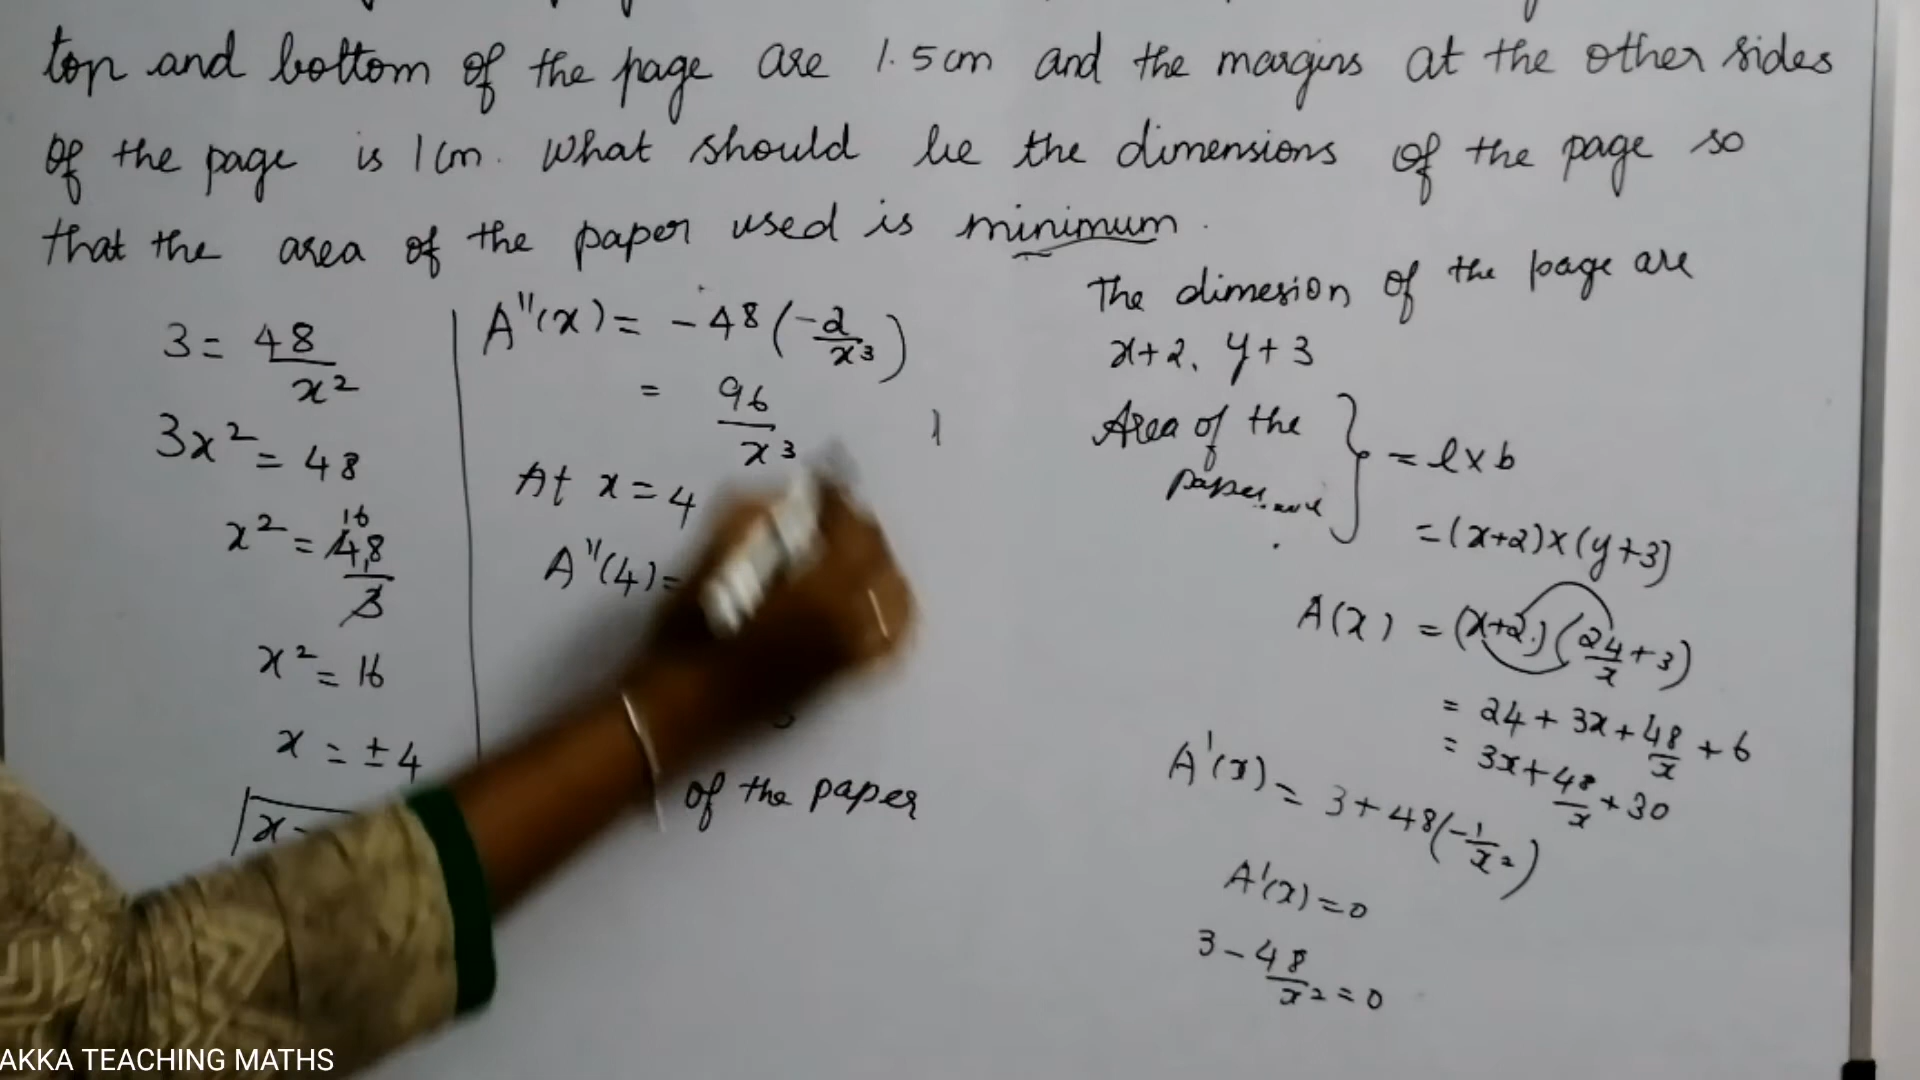 top and bottom of the page are 1.5 cm and the margins at the other sides
of the page is 1 cm. What should be the dimensions of the page so
that the area of the paper used is minimum.
3 = 48/x²
3x² = 48
x² = 16 48/3
x² = 16
x = ±4
x
A''(x) = -48(-2/x³)
= 96/x³
At x = 4
A''(4) =
of the paper
The dimesion of the page are
x+2, y+3
Area of the
paper } = l × b
= (x+2) × (y+3)
A(x) = (x+2)(24/x + 3)
= 24 + 3x + 48/x + 6
= 3x + 48/x + 30
A'(x) = 3 + 48(-1/x²)
A'(x) = 0
3 - 48/x² = 0
AKKA TEACHING MATHS